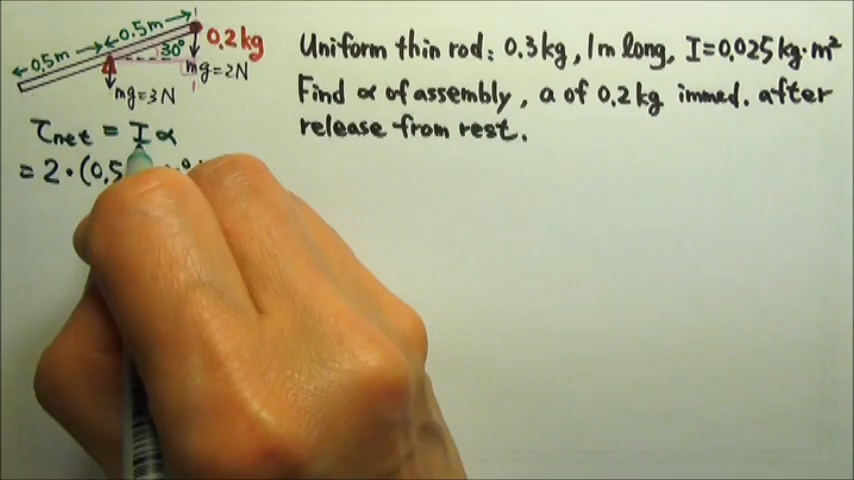 0.5m
0.5m
0.2kg
30°
mg=2N
mg=3N
Uniform thin rod: 0.3kg, 1m long, I=0.025kg·m²
Find α of assembly, a of 0.2kg immed. after
release from rest.
τnet = Iα
= 2·(0.5